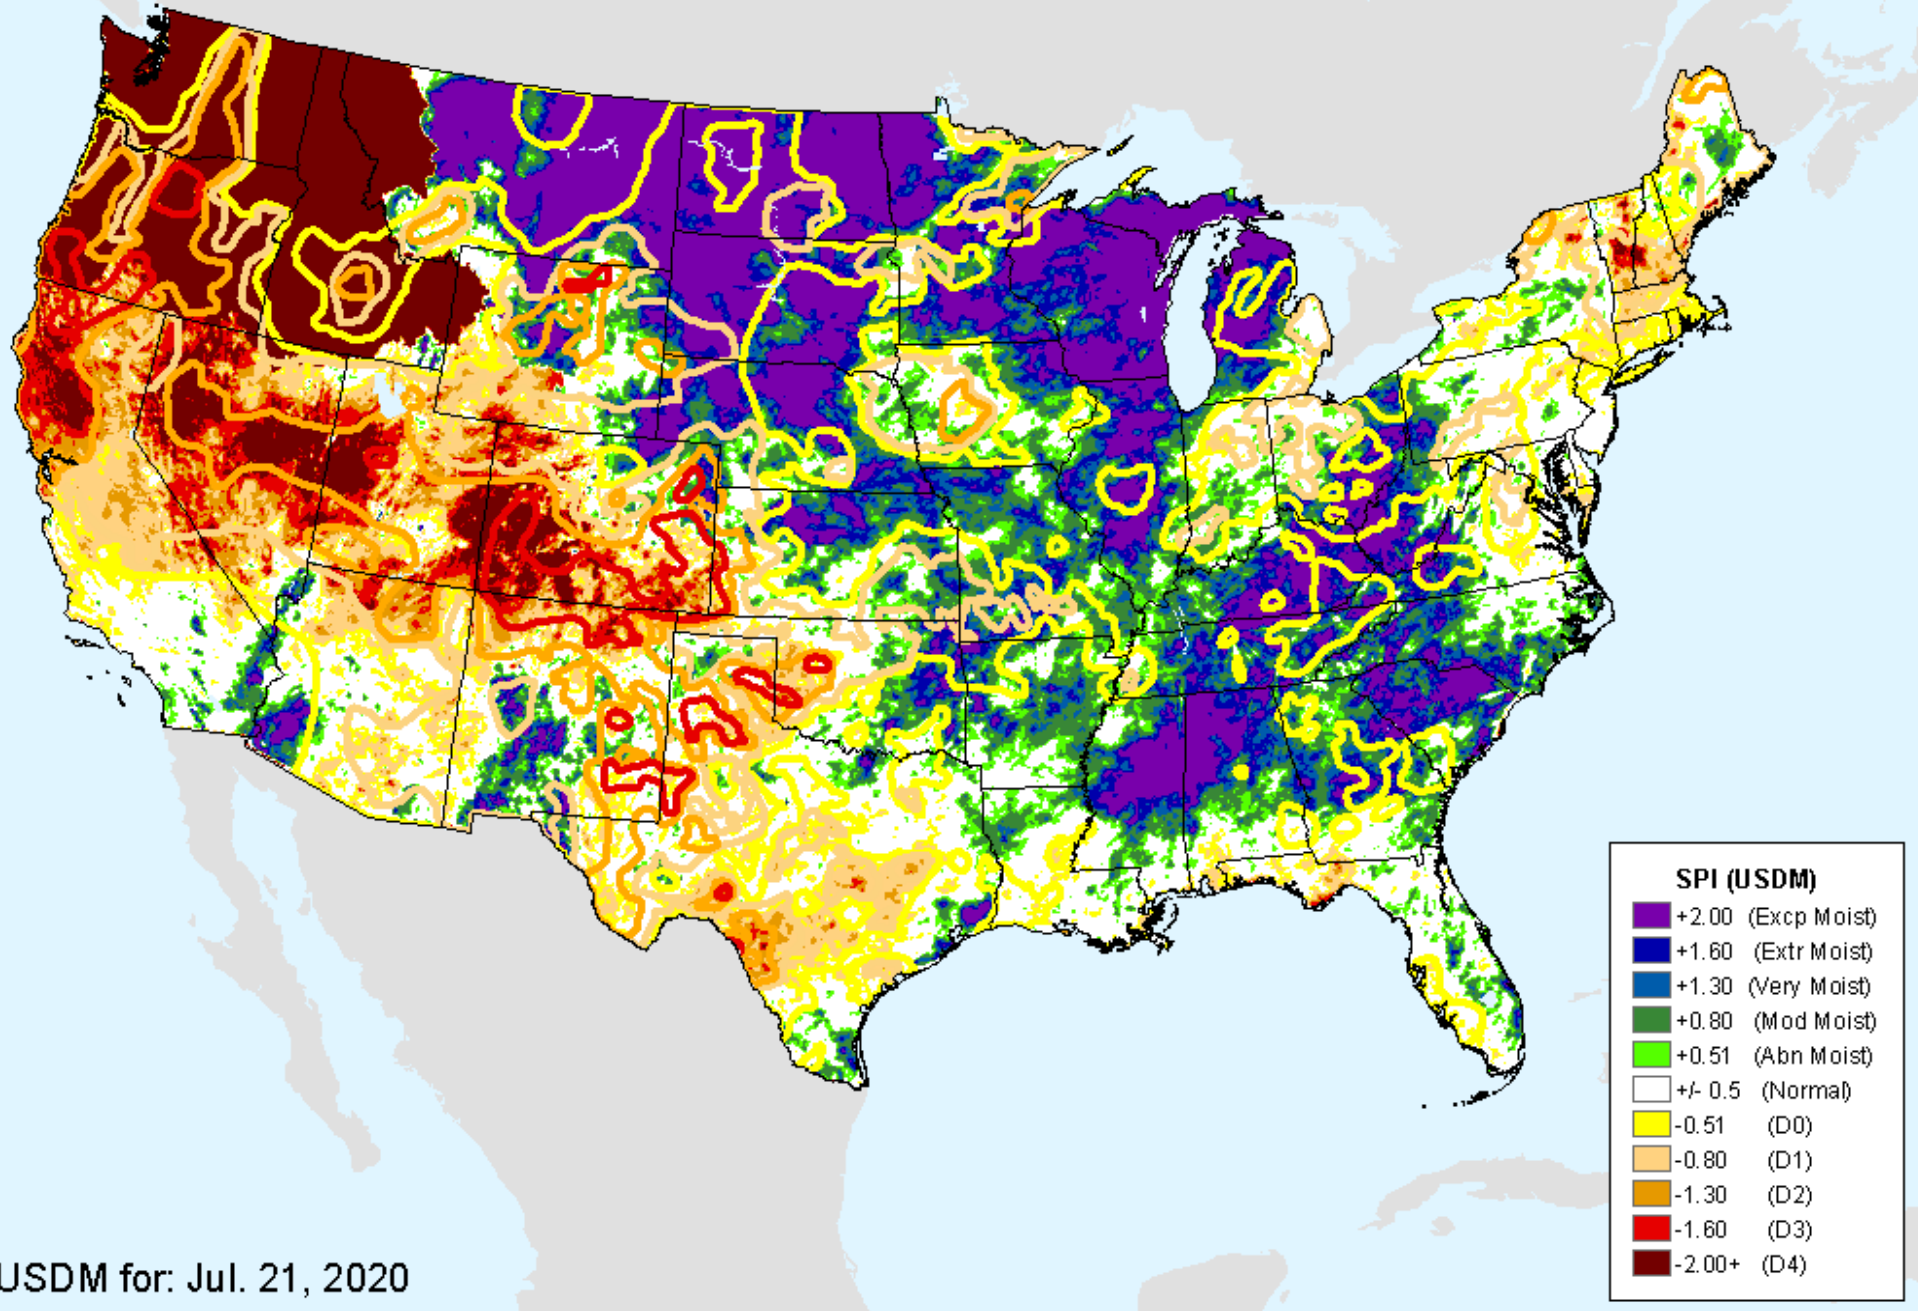 SPI (USDM)
+2.00 (Excp Moist)
+1.60 (Extr Moist)
+1.30 (Very Moist)
+0.80 (Mod Moist)
+0.51 (Abn Moist)
+/- 0.5 (Normal)
-0.51 (D0)
-0.80 (D1)
-1.30 (D2)
-1.60 (D3)
-2.00+ (D4)
USDM for: Jul. 21, 2020